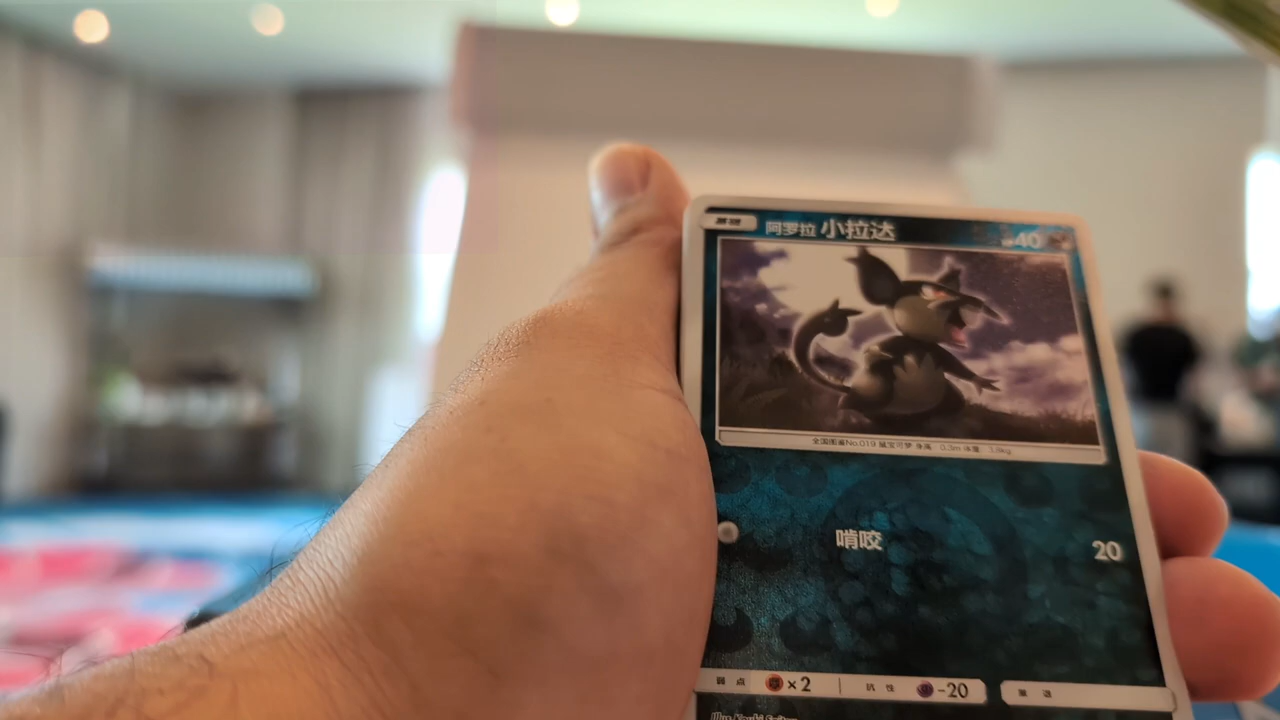 基础 阿罗拉 小拉达 40
全国图鉴No.019 鼠宝可梦 身高 0.3m 体重 3.8kg
啃咬 20
弱点 ×2 抗性 -20 撤退